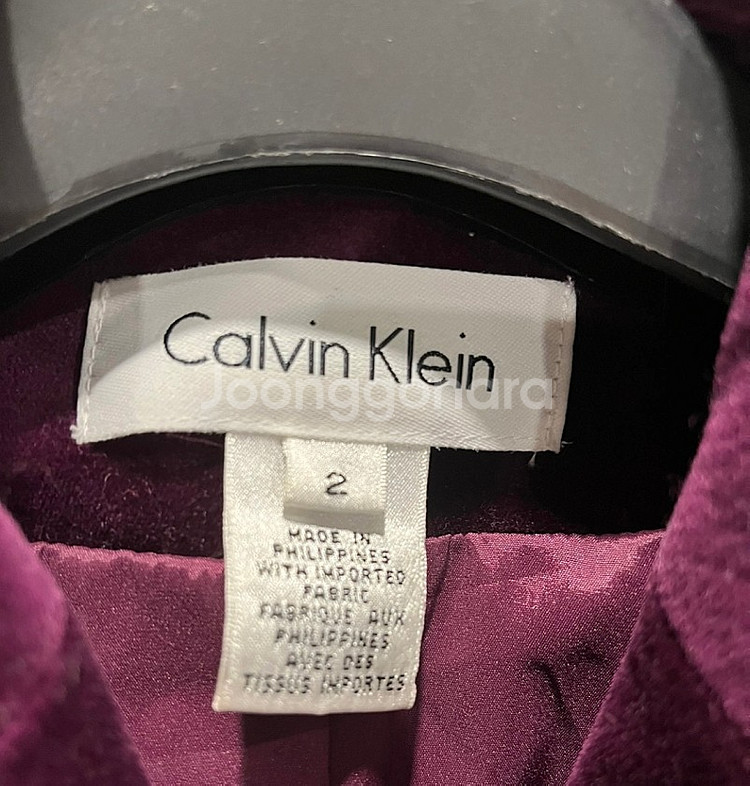 Calvin Klein
Joonggonara
2
MADE IN
PHILIPPINES
WITH IMPORTED
FABRIC
FABRIQUE AUX
PHILIPPINES
AVEC DES
TISSUS IMPORTES